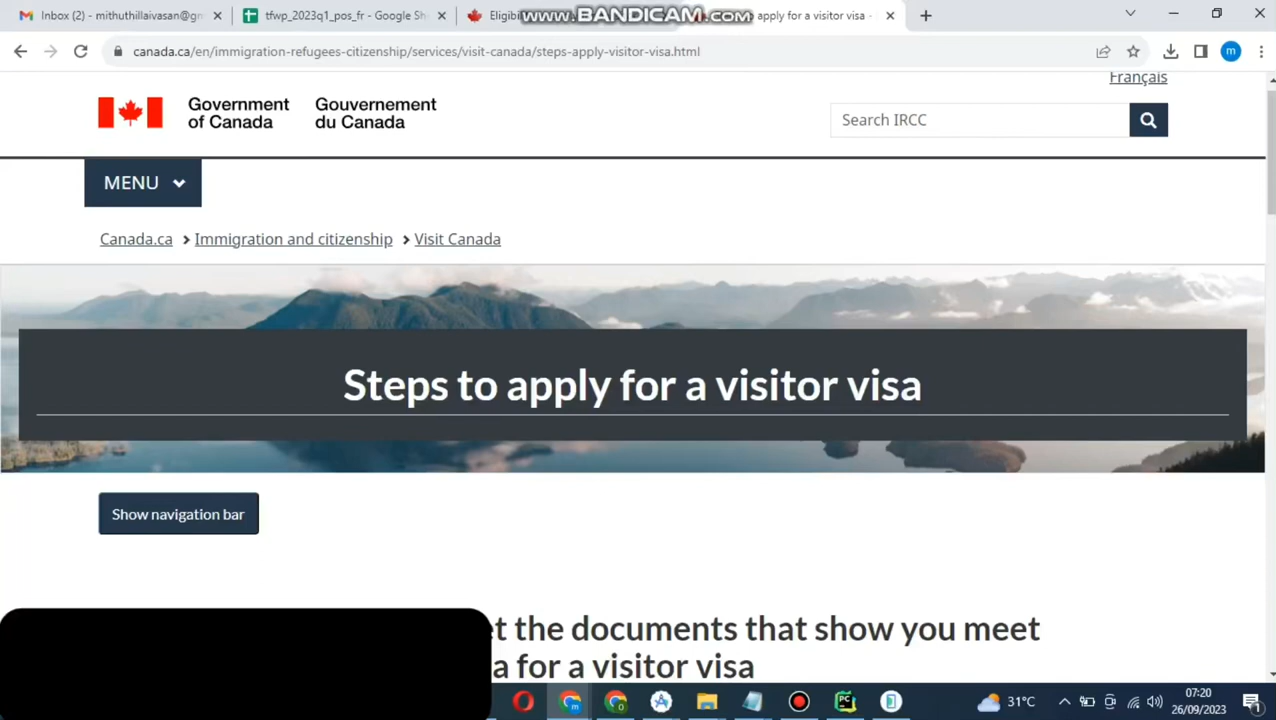 Inbox (2) - mithuthillaivasan@gm
tfwp_2023q1_pos_fr - Google Sh
Eligibi
www.BANDICAM.com
apply for a visitor visa -
canada.ca/en/immigration-refugees-citizenship/services/visit-canada/steps-apply-visitor-visa.html
m
Français
Government of Canada
Gouvernement du Canada
Search IRCC
MENU
Canada.ca
Immigration and citizenship
Visit Canada
Steps to apply for a visitor visa
Show navigation bar
et the documents that show you meet
a for a visitor visa
31°C
07:20
26/09/2023